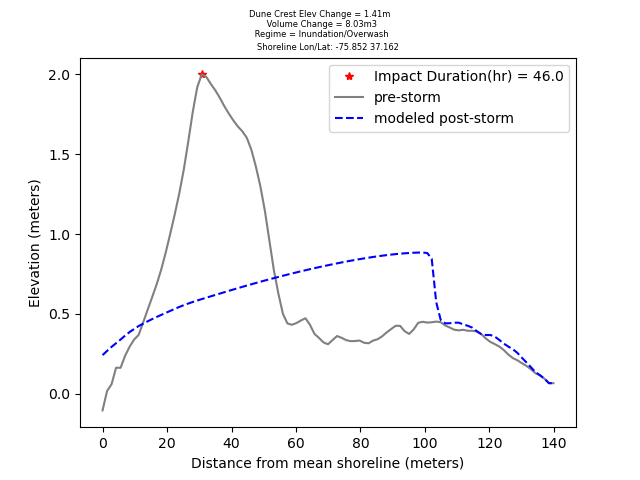 Dune Crest Elev Change = 1.41m
Volume Change = 8.03m3
Regime = Inundation/Overwash
Shoreline Lon/Lat: -75.852 37.162
Impact Duration(hr) = 46.0
pre-storm
modeled post-storm
2.0
1.5
1.0
0.5
0.0
Elevation (meters)
0 20 40 60 80 100 120 140
Distance from mean shoreline (meters)